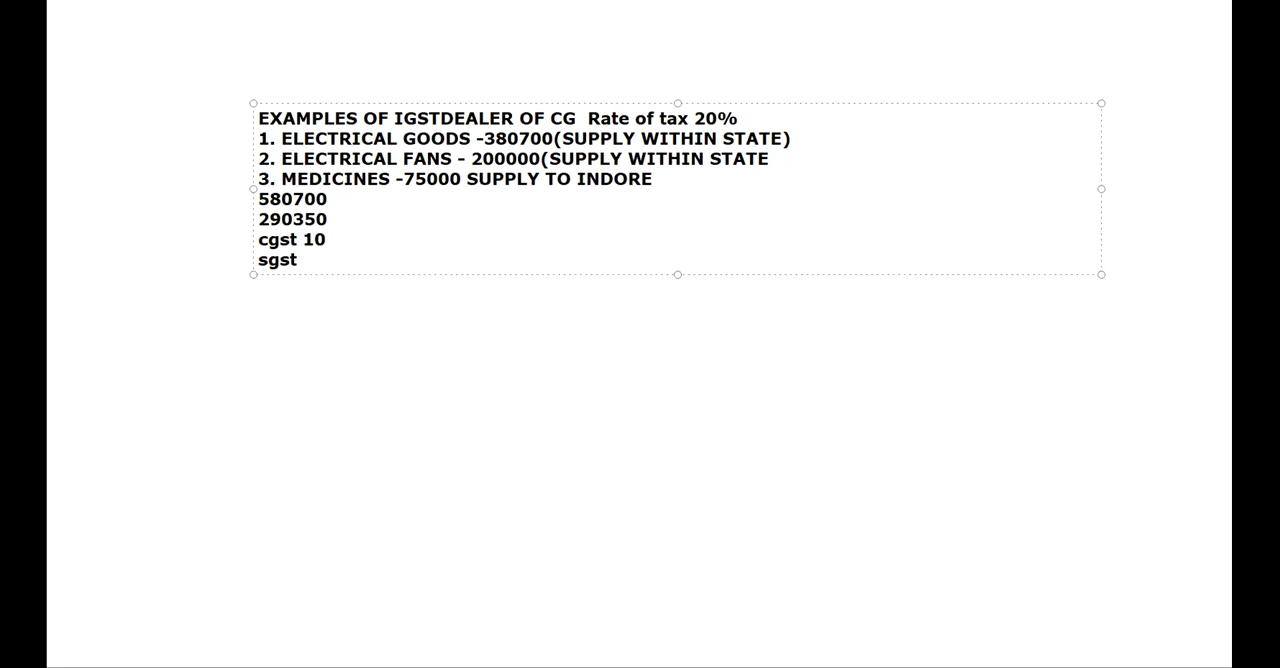 EXAMPLES OF IGSTDEALER OF CG  Rate of tax 20%
1. ELECTRICAL GOODS -380700(SUPPLY WITHIN STATE)
2. ELECTRICAL FANS - 200000(SUPPLY WITHIN STATE
3. MEDICINES -75000 SUPPLY TO INDORE
580700
290350
cgst 10
sgst